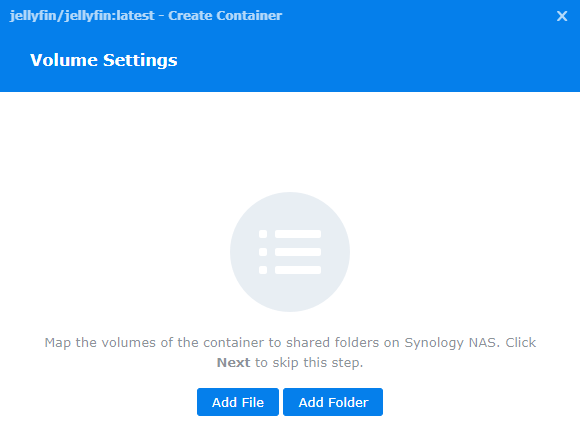 jellyfin/jellyfin:latest - Create Container
Volume Settings
Map the volumes of the container to shared folders on Synology NAS. Click
Next to skip this step.
Add File Add Folder